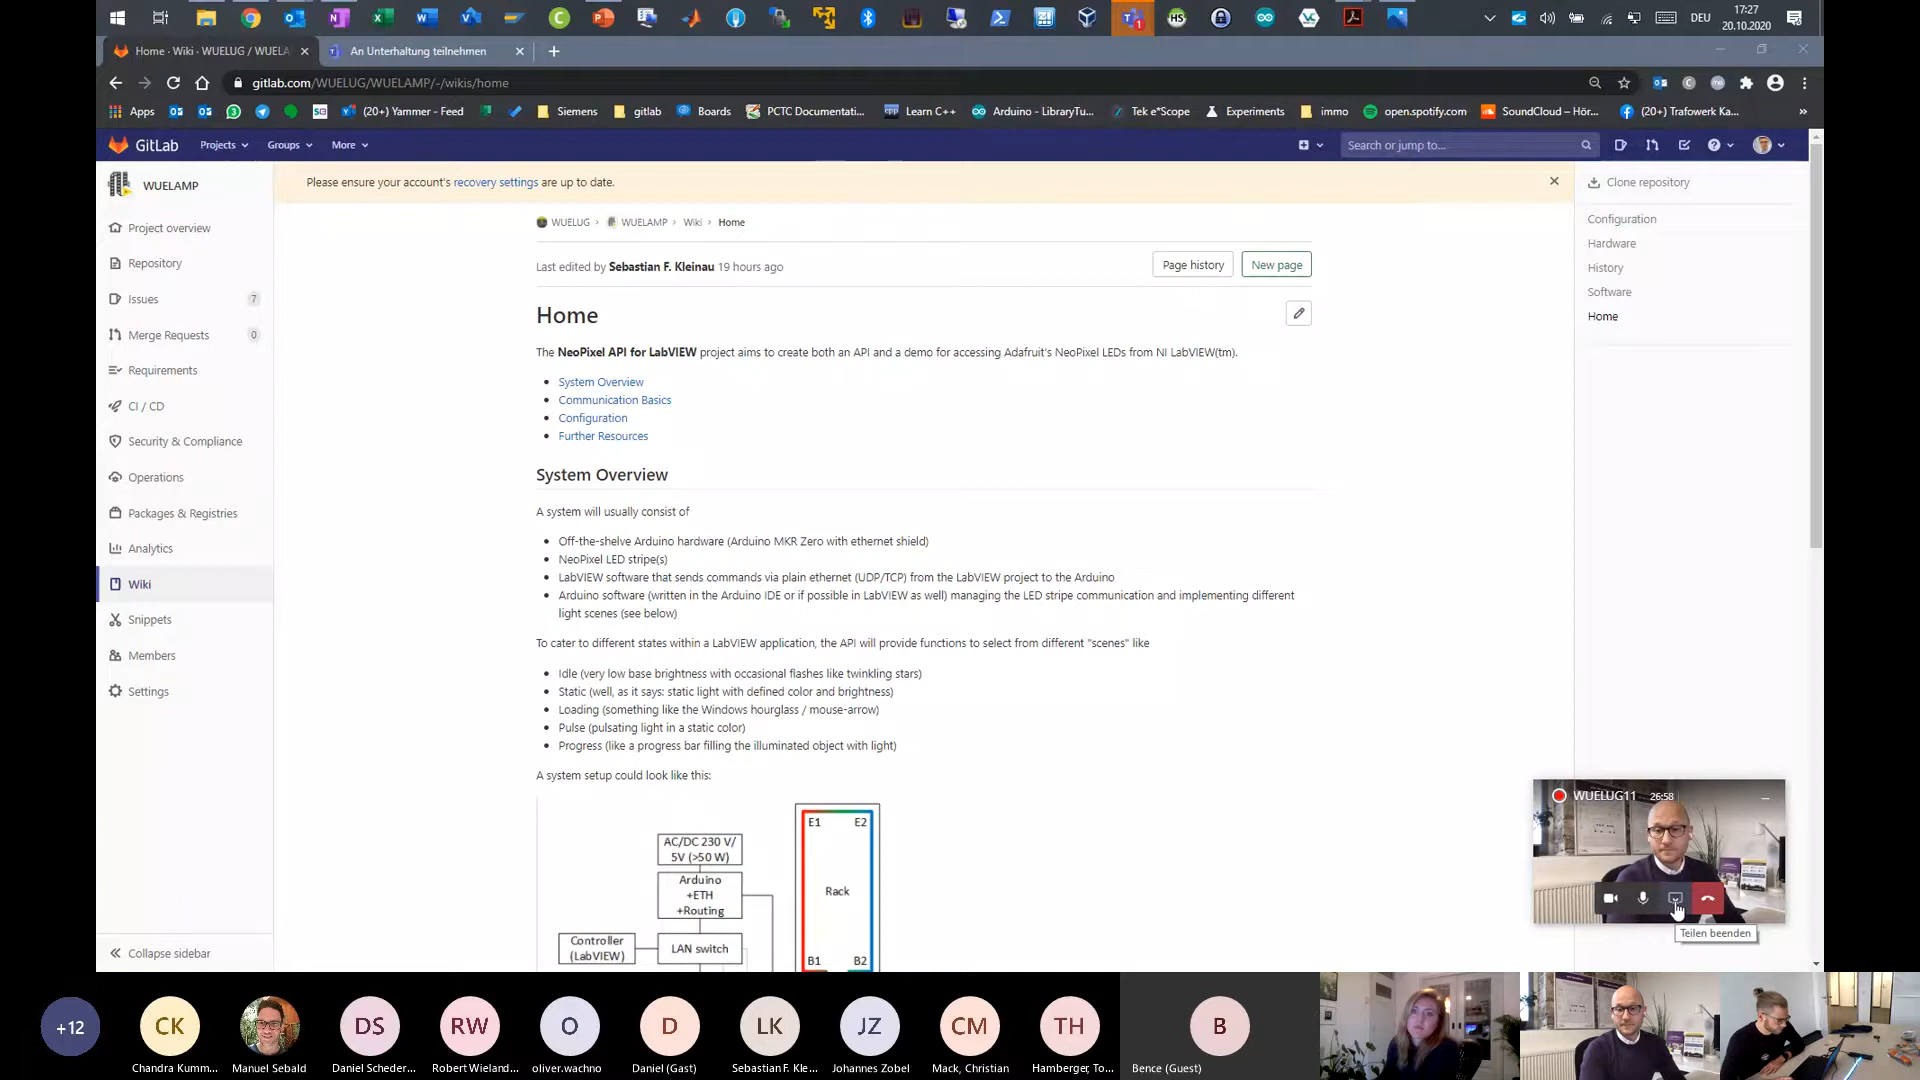 DEU
17:27
20.10.2020
Home · Wiki · WUELUG / WUELA
An Unterhaltung teilnehmen
gitlab.com/WUELUG/WUELAMP/-/wikis/home
Apps
(20+) Yammer - Feed
Siemens
gitlab
Boards
PCTC Documentati...
Learn C++
Arduino - LibraryTu...
Tek e*Scope
Experiments
immo
open.spotify.com
SoundCloud – Hör...
(20+) Trafowerk Ka...
GitLab
Projects
Groups
More
Search or jump to...
WUELAMP
Project overview
Repository
Issues 7
Merge Requests 0
Requirements
CI / CD
Security & Compliance
Operations
Packages & Registries
Analytics
Wiki
Snippets
Members
Settings
Collapse sidebar
Please ensure your account's recovery settings are up to date.
WUELUG > WUELAMP > Wiki > Home
Last edited by Sebastian F. Kleinau 19 hours ago
Page history
New page
Home
The NeoPixel API for LabVIEW project aims to create both an API and a demo for accessing Adafruit's NeoPixel LEDs from NI LabVIEW(tm).
System Overview
Communication Basics
Configuration
Further Resources
System Overview
A system will usually consist of
Off-the-shelve Arduino hardware (Arduino MKR Zero with ethernet shield)
NeoPixel LED stripe(s)
LabVIEW software that sends commands via plain ethernet (UDP/TCP) from the LabVIEW project to the Arduino
Arduino software (written in the Arduino IDE or if possible in LabVIEW as well) managing the LED stripe communication and implementing different
light scenes (see below)
To cater to different states within a LabVIEW application, the API will provide functions to select from different "scenes" like
Idle (very low base brightness with occasional flashes like twinkling stars)
Static (well, as it says: static light with defined color and brightness)
Loading (something like the Windows hourglass / mouse-arrow)
Pulse (pulsating light in a static color)
Progress (like a progress bar filling the illuminated object with light)
A system setup could look like this:
AC/DC 230 V/
5V (>50 W)
Arduino
+ETH
+Routing
Controller
(LabVIEW)
LAN switch
E1
E2
Rack
B1
B2
Clone repository
Configuration
Hardware
History
Software
Home
WUELUG11 26:58
Teilen beenden
+12
CK
Chandra Kumm...
Manuel Sebald
DS
Daniel Scheder...
RW
Robert Wieland...
O
oliver.wachno
D
Daniel (Gast)
LK
Sebastian F. Kle...
JZ
Johannes Zobel
CM
Mack, Christian
TH
Hamberger, To...
B
Bence (Guest)